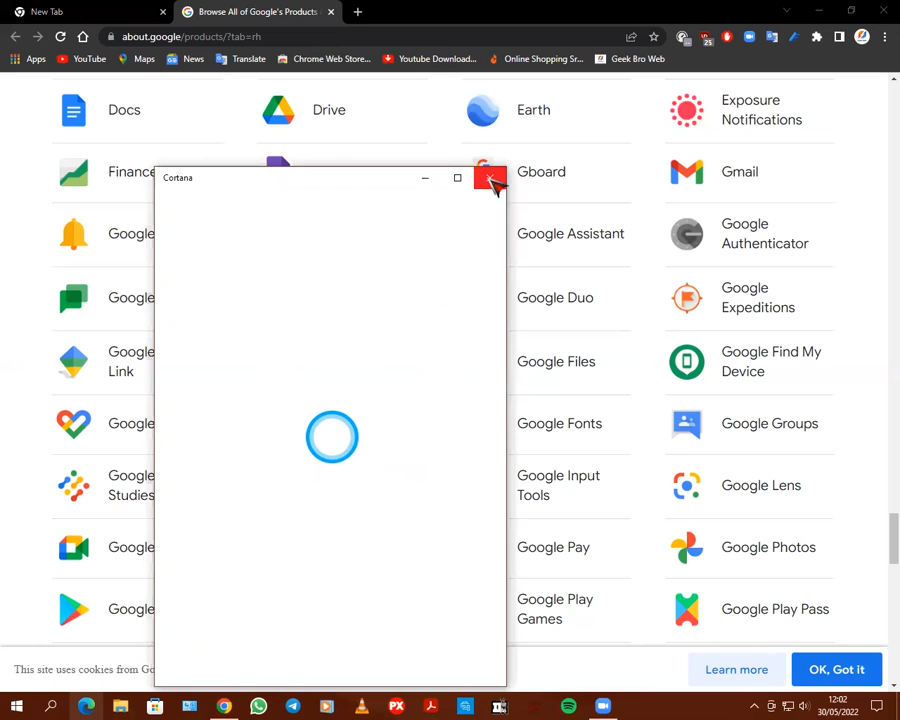 New Tab
Browse All of Google's Products
about.google/products/?tab=rh
25
Apps
YouTube
Maps
News
Translate
Chrome Web Store...
Youtube Download...
Online Shopping Sr...
Geek Bro Web
Docs
Drive
Earth
Exposure
Notifications
Finance
Gboard
Gmail
Cortana
Google
Google Assistant
Google
Authenticator
Google
Google Duo
Google
Expeditions
Google
Link
Google Files
Google Find My
Device
Google
Google Fonts
Google Groups
Google
Studies
Google Input
Tools
Google Lens
Google
Google Pay
Google Photos
Google
Google Play
Games
Google Play Pass
This site uses cookies from Go
Learn more
OK, Got it
12:02
30/05/2022